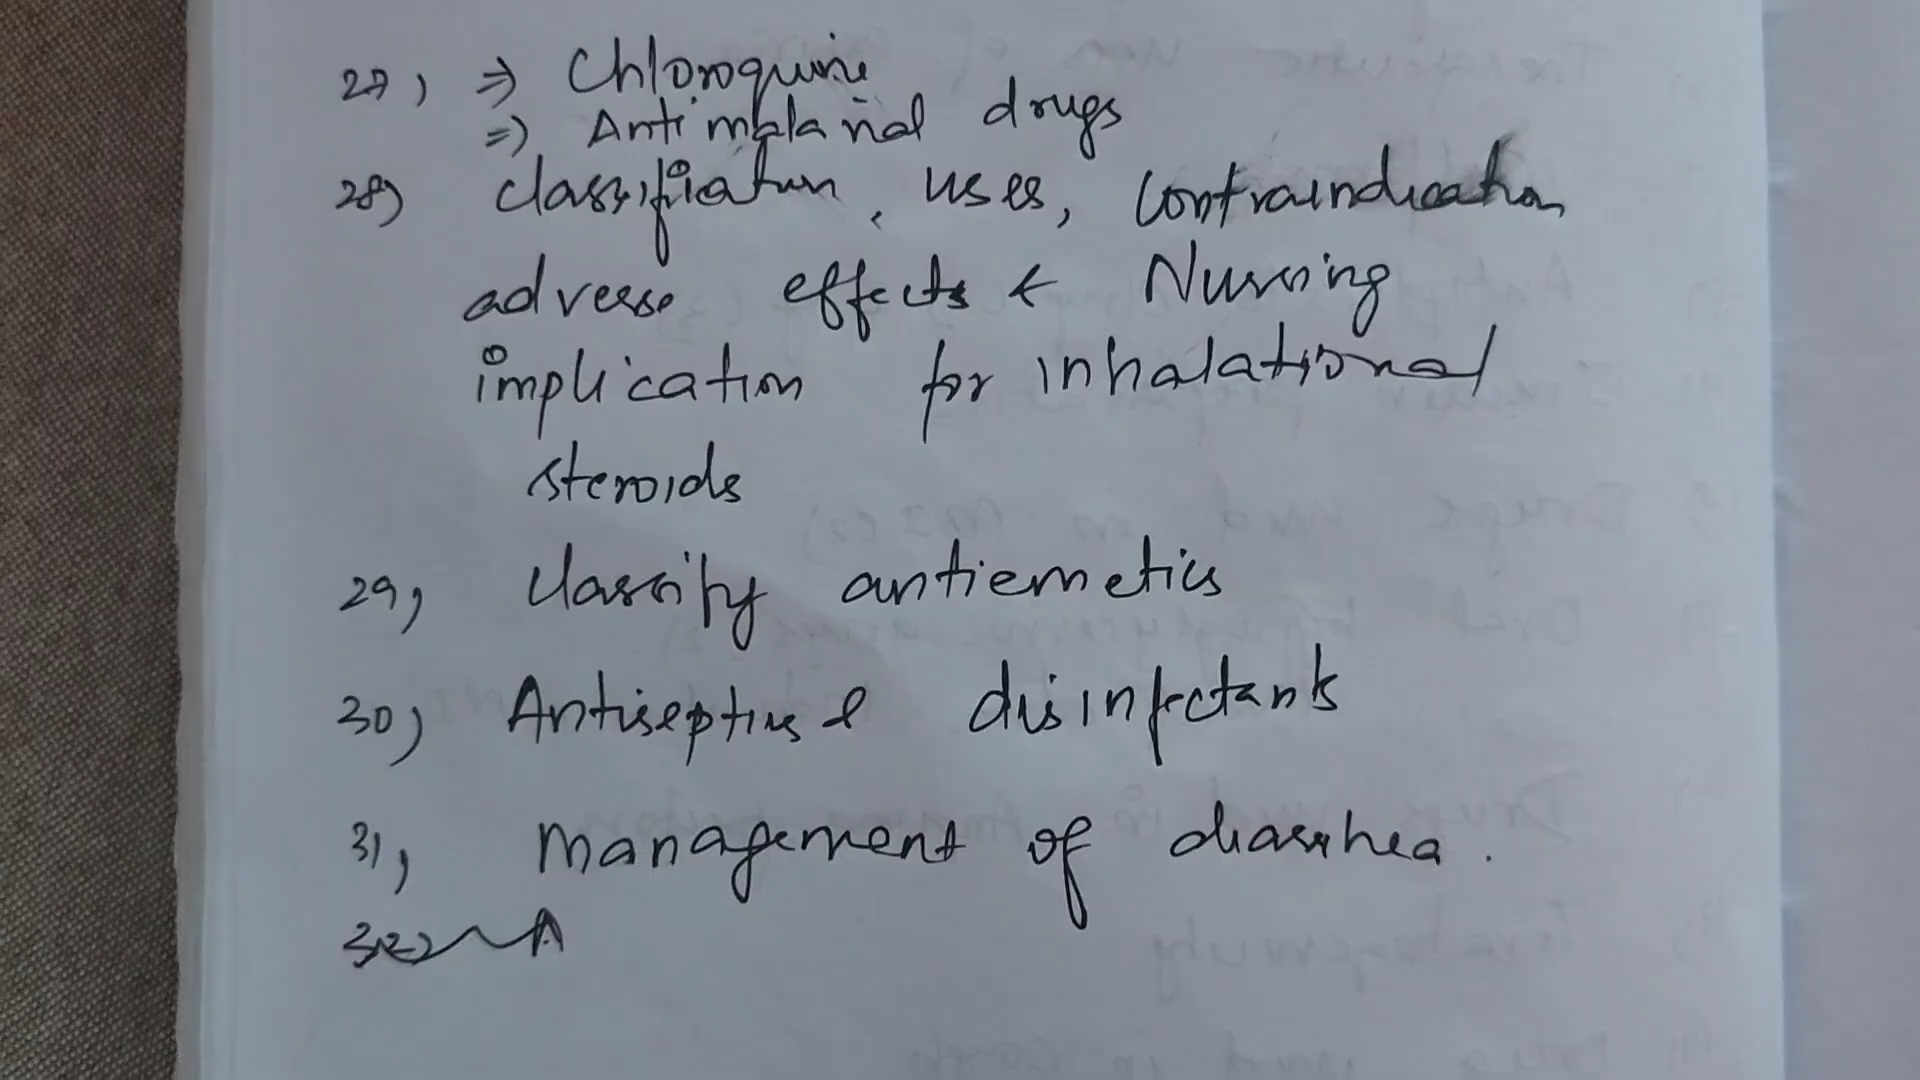 27, ⇒ Chloroquine
⇒ Antimalarial drugs
28) classification, uses, contraindication
adverse effects & Nursing
implication for inhalational
steroids
29, classify antiemetics
30, Antiseptics & disinfectants
31, Management of diarrhea.
32